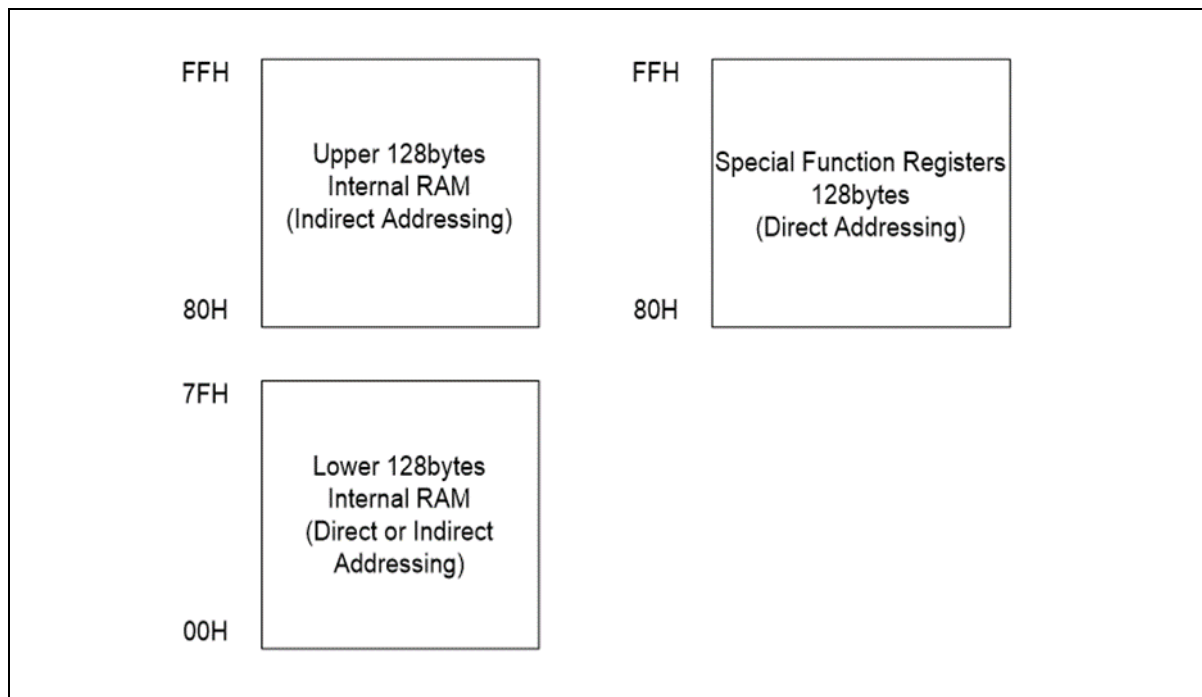 FFH
Upper 128bytes
Internal RAM
(Indirect Addressing)
80H
FFH
Special Function Registers
128bytes
(Direct Addressing)
80H
7FH
Lower 128bytes
Internal RAM
(Direct or Indirect
Addressing)
00H